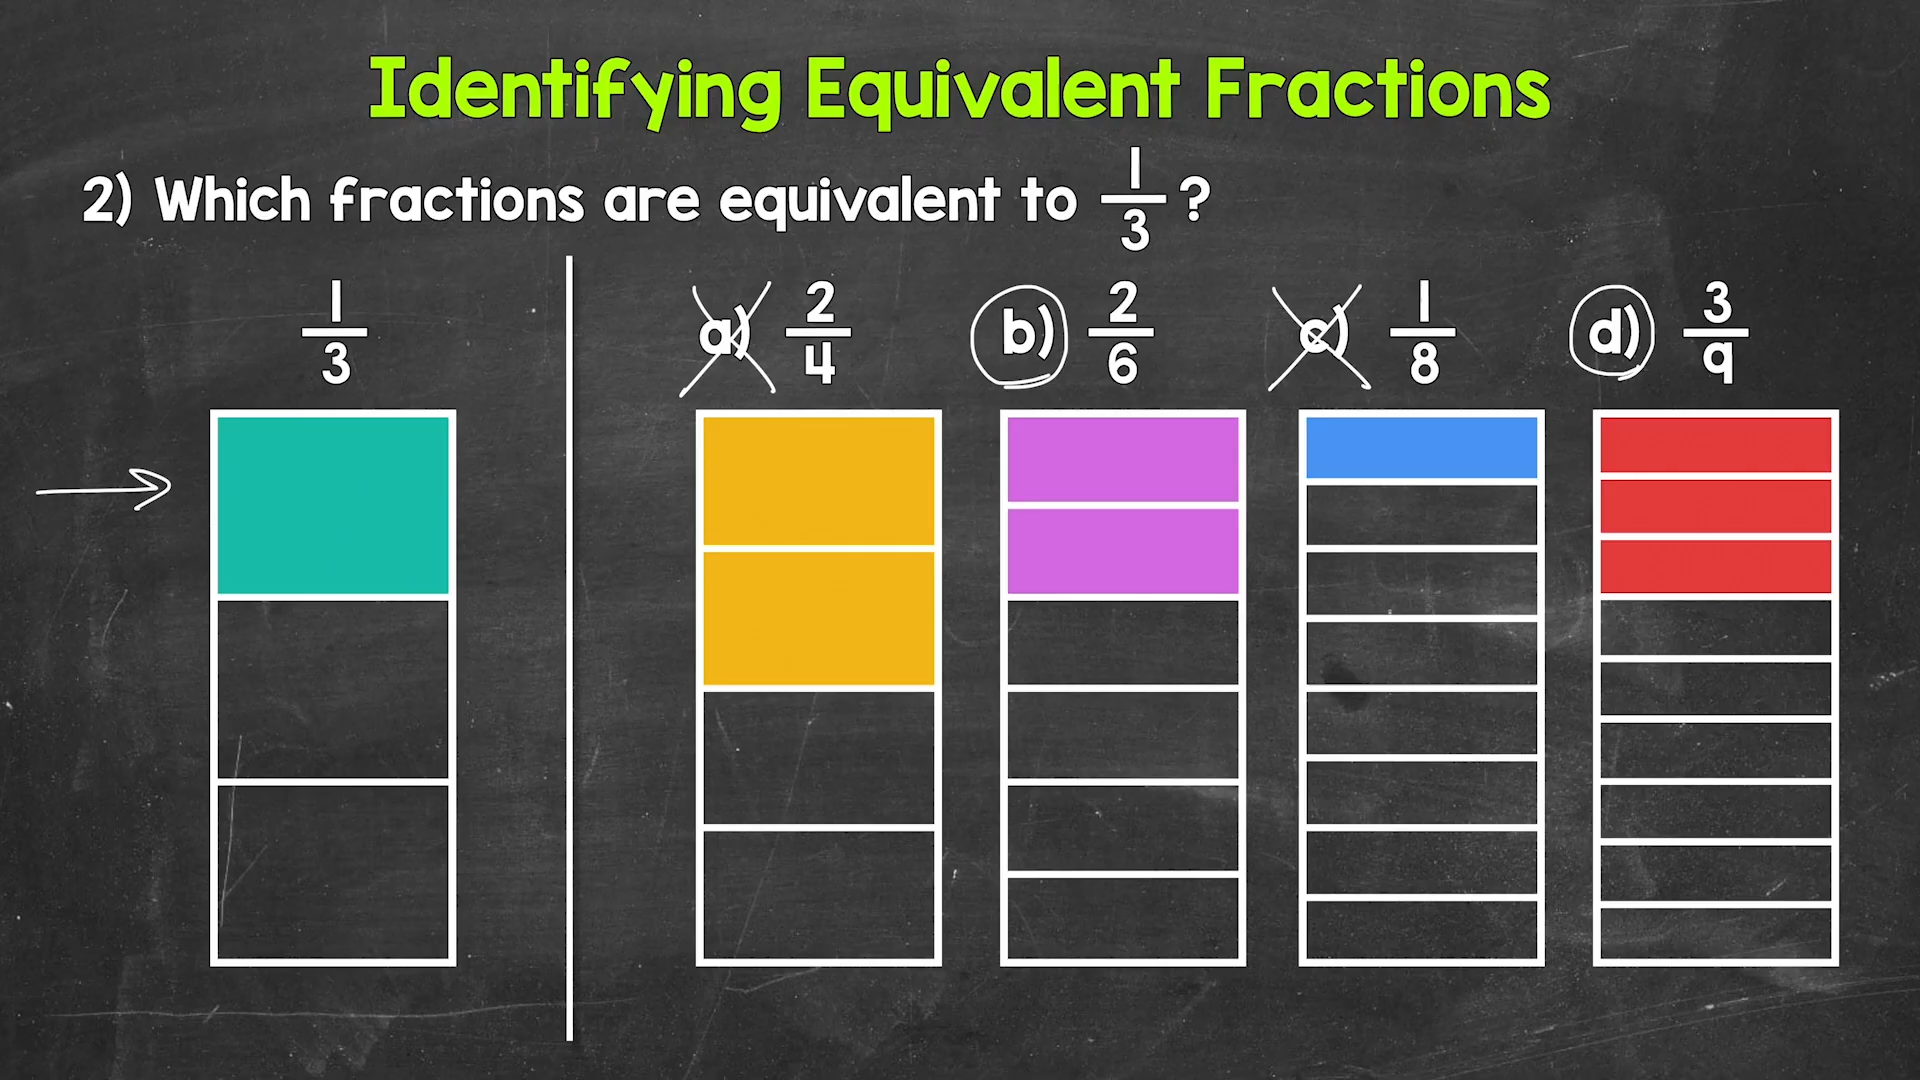 Identifying Equivalent Fractions
2) Which fractions are equivalent to 1/3?
1/3
a) 2/4
b) 2/6
c) 1/8
d) 3/9